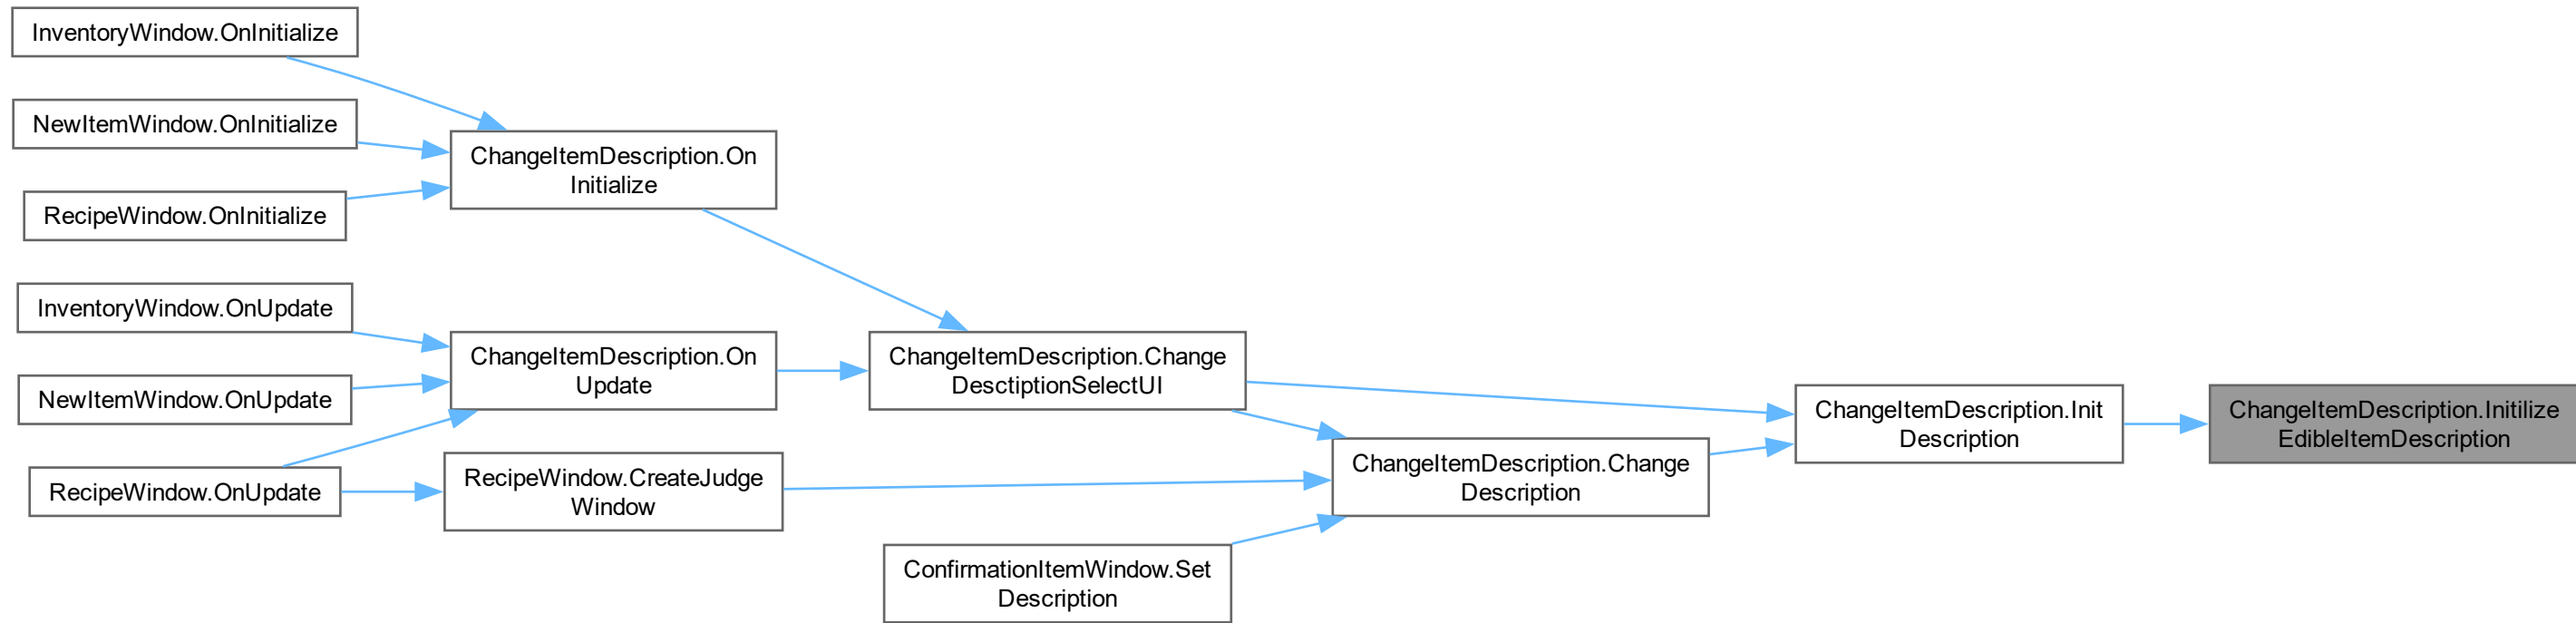 InventoryWindow.OnInitialize
NewItemWindow.OnInitialize
RecipeWindow.OnInitialize
ChangeItemDescription.On
Initialize
InventoryWindow.OnUpdate
NewItemWindow.OnUpdate
RecipeWindow.OnUpdate
ChangeItemDescription.On
Update
RecipeWindow.CreateJudge
Window
ChangeItemDescription.Change
DesctiptionSelectUI
ConfirmationItemWindow.Set
Description
ChangeItemDescription.Change
Description
ChangeItemDescription.Init
Description
ChangeItemDescription.Initilize
EdibleItemDescription